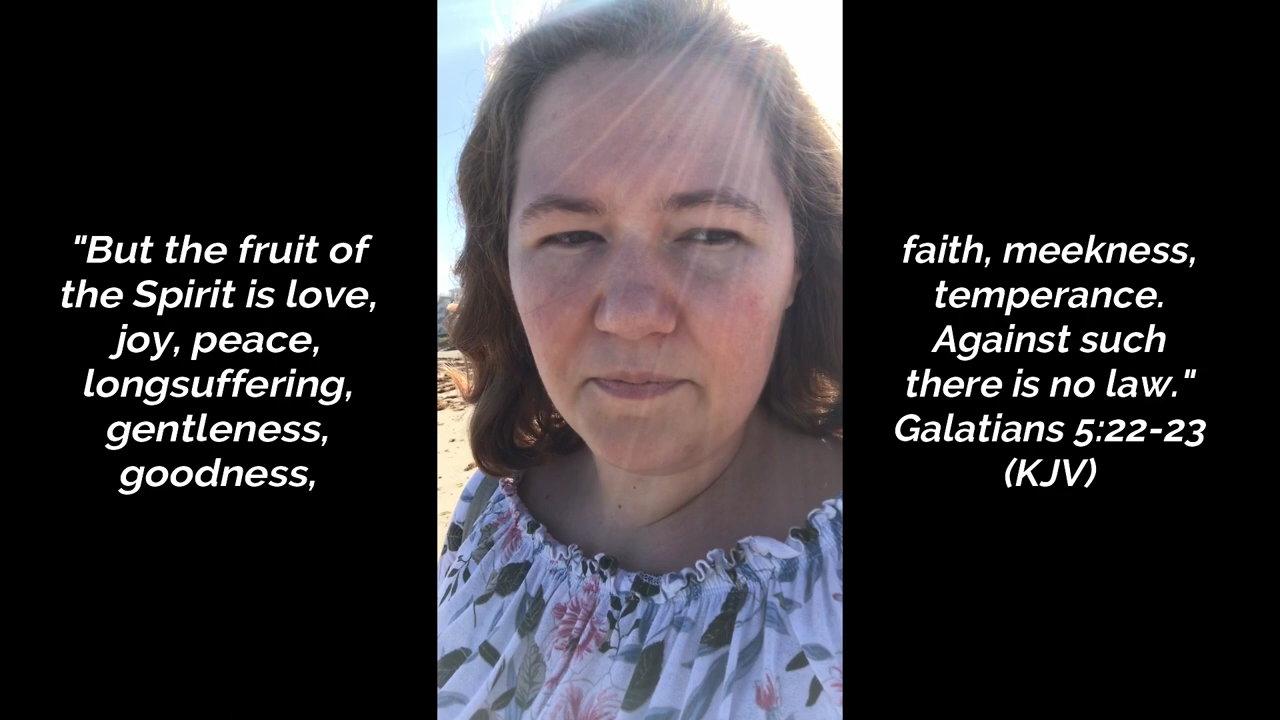 "But the fruit of
the Spirit is love,
joy, peace,
longsuffering,
gentleness,
goodness,
faith, meekness,
temperance.
Against such
there is no law."
Galatians 5:22-23
(KJV)